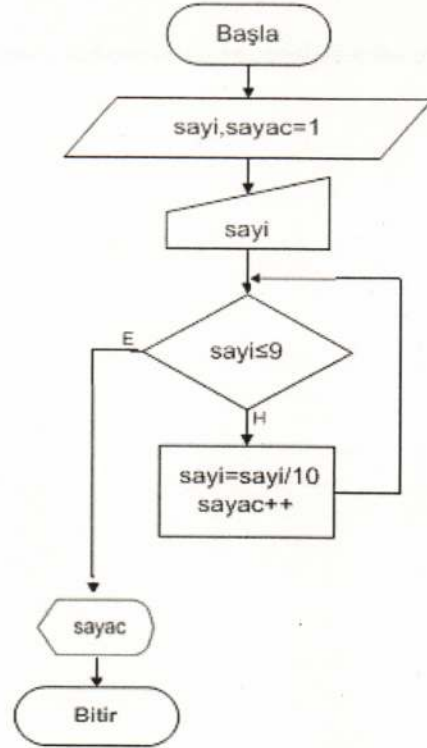 Başla
sayi,sayac=1
sayi
sayi≤9
E
H
sayi=sayi/10
sayac++
sayac
Bitir